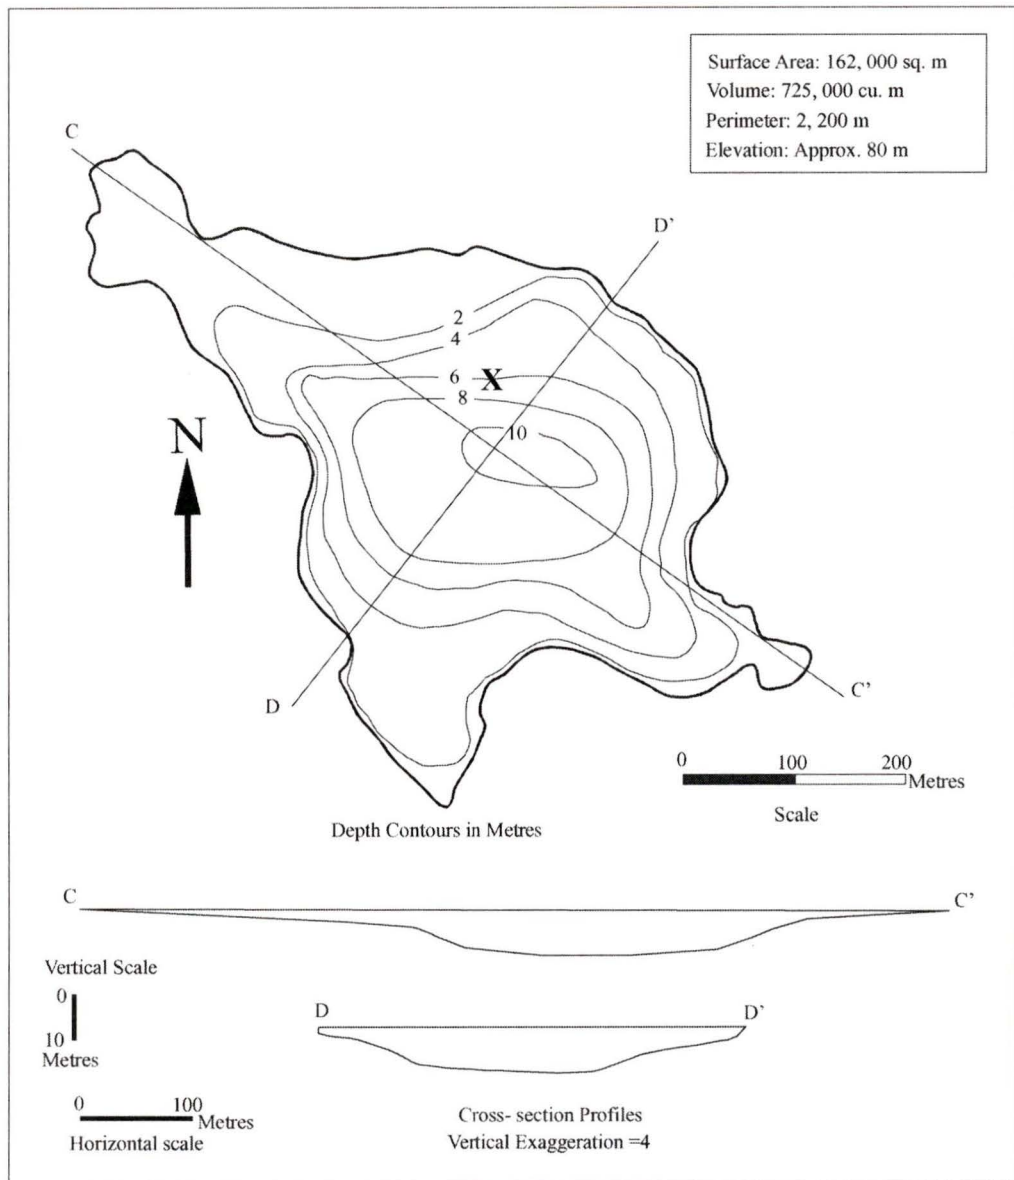 Surface Area: 162, 000 sq. m
Volume: 725, 000 cu. m
Perimeter: 2, 200 m
Elevation: Approx. 80 m
C
D'
2
4
6 X
8
10
N
D
C'
0 100 200
Metres
Scale
Depth Contours in Metres
C C'
Vertical Scale
0
10
Metres
D D'
0 100
Metres
Horizontal scale
Cross- section Profiles
Vertical Exaggeration =4